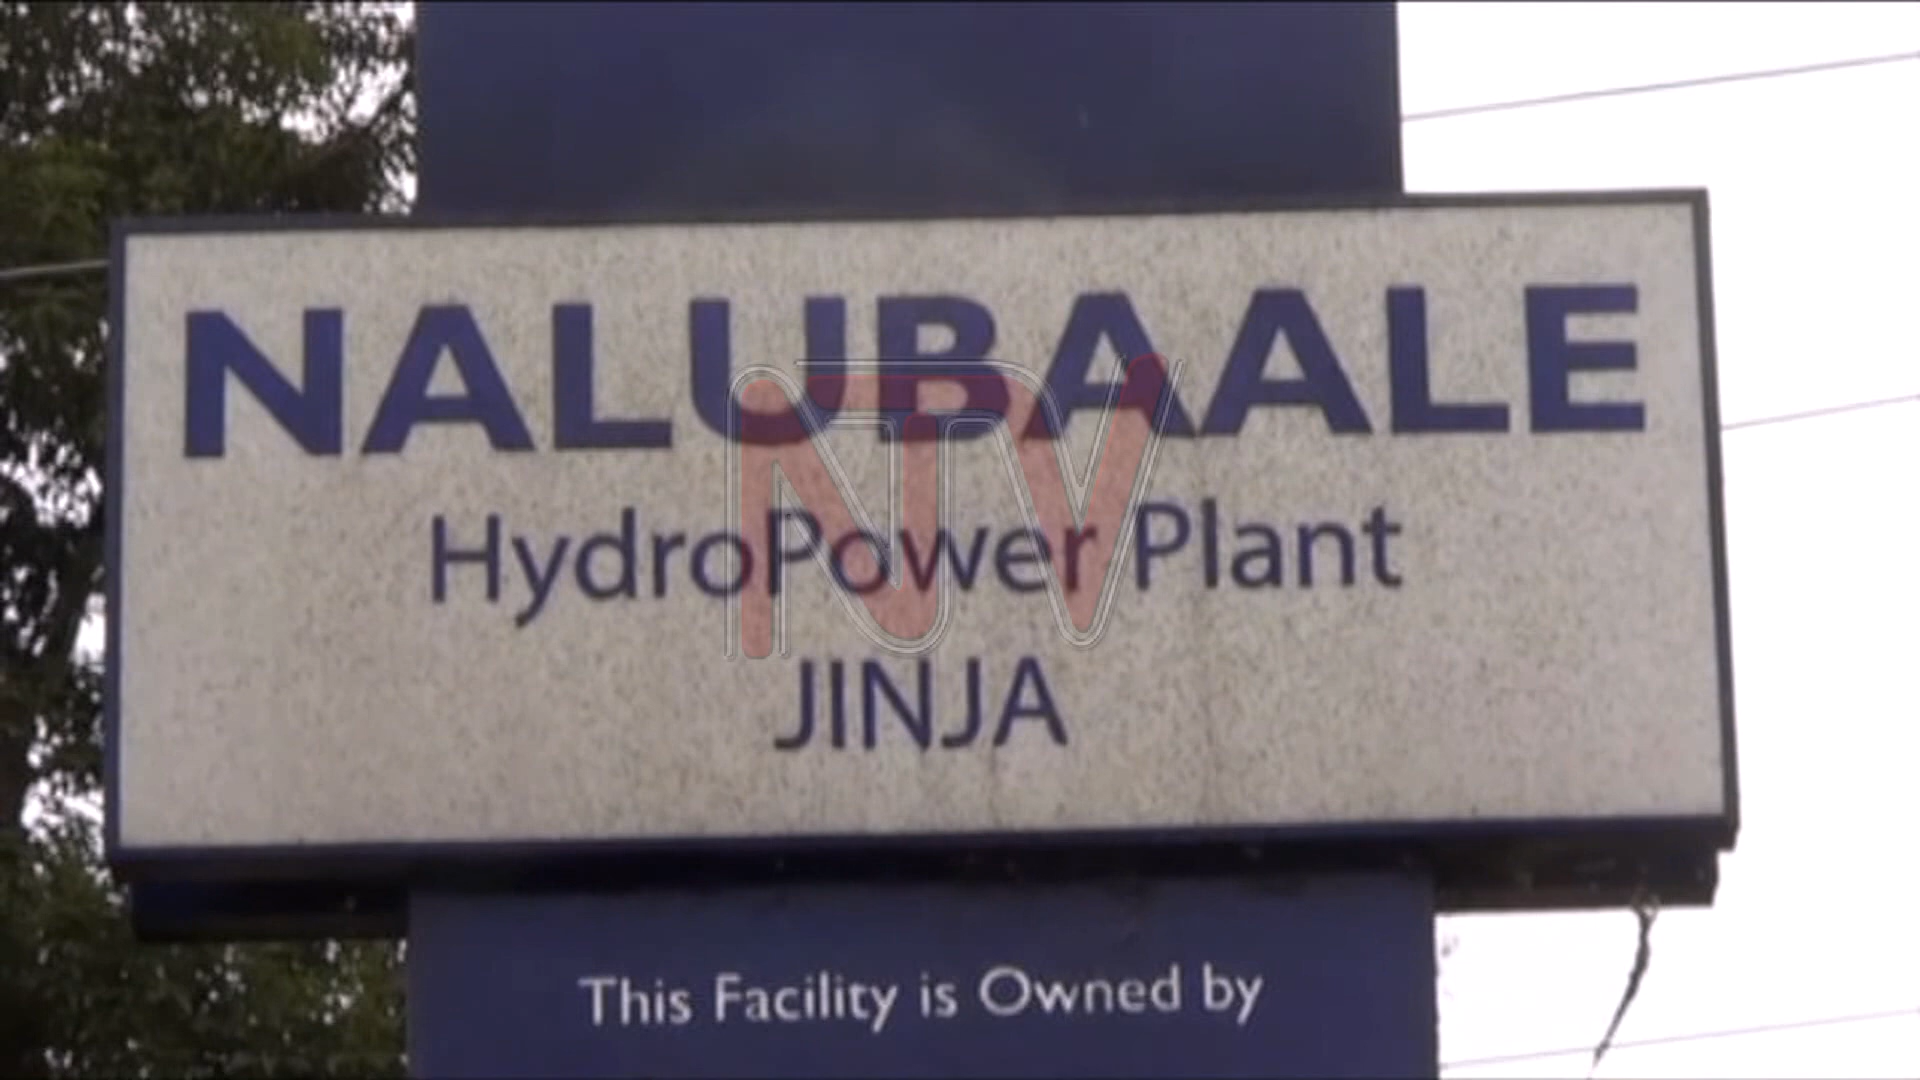 NALUBAALE
NTV
HydroPower Plant
JINJA
This Facility is Owned by